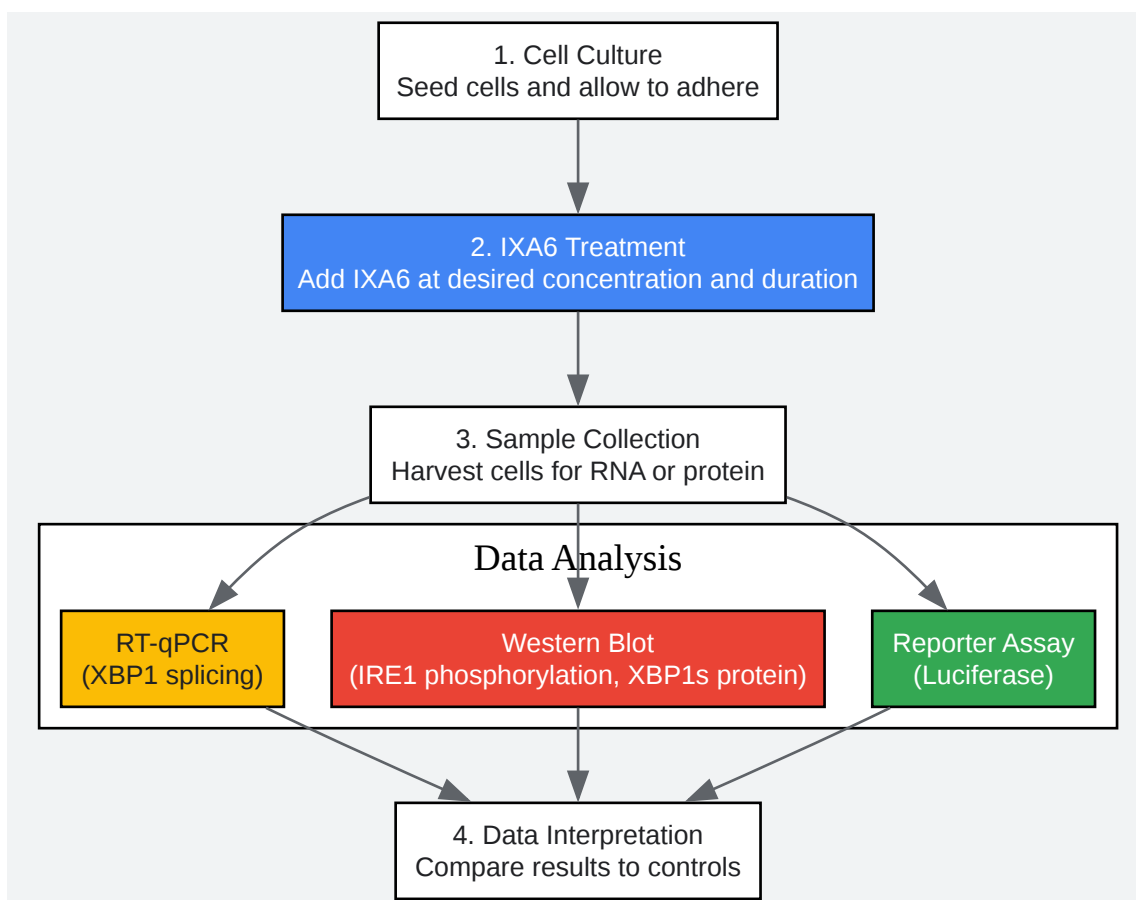 1. Cell Culture
Seed cells and allow to adhere
2. IXA6 Treatment
Add IXA6 at desired concentration and duration
3. Sample Collection
Harvest cells for RNA or protein
Data Analysis
RT-qPCR
(XBP1 splicing)
Western Blot
(IRE1 phosphorylation, XBP1s protein)
Reporter Assay
(Luciferase)
4. Data Interpretation
Compare results to controls